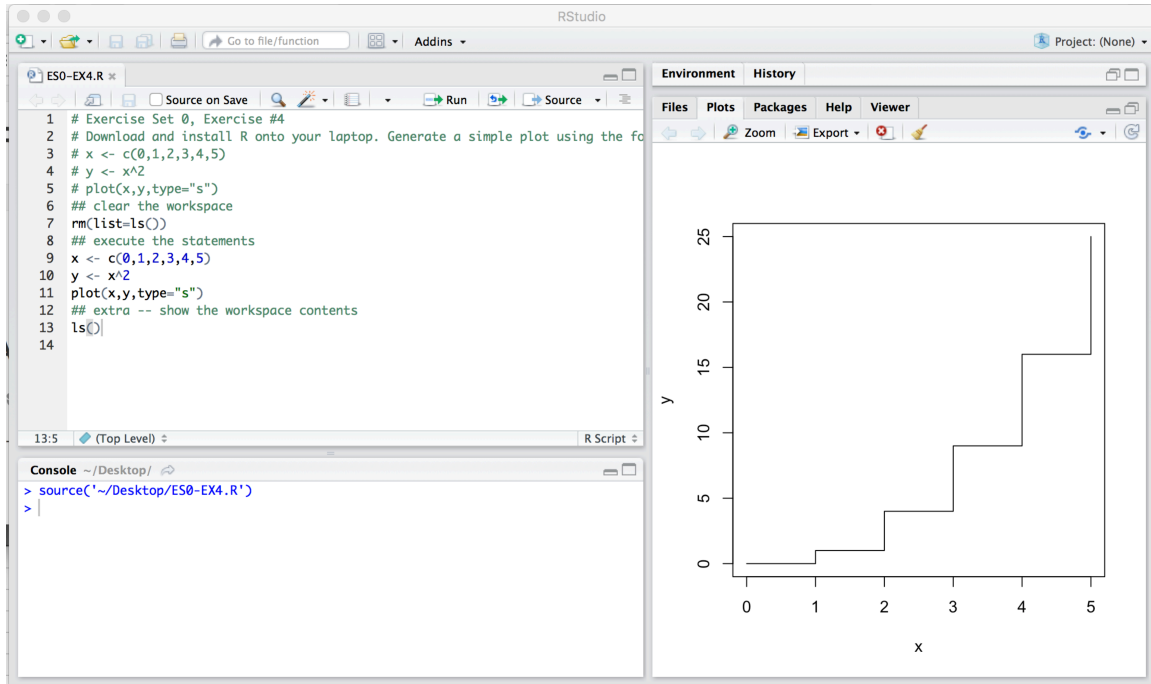 RStudio
Go to file/function
Addins
Project: (None)
ES0-EX4.R
Source on Save
Run
Source
1 # Exercise Set 0, Exercise #4
2 # Download and install R onto your laptop. Generate a simple plot using the fo
3 # x <- c(0,1,2,3,4,5)
4 # y <- x^2
5 # plot(x,y,type="s")
6 ## clear the workspace
7 rm(list=ls())
8 ## execute the statements
9 x <- c(0,1,2,3,4,5)
10 y <- x^2
11 plot(x,y,type="s")
12 ## extra -- show the workspace contents
13 ls()
14
13:5 (Top Level) R Script
Console ~/Desktop/
> source('~/Desktop/ES0-EX4.R')
>
Environment History
Files Plots Packages Help Viewer
Zoom Export
25
20
15
10
5
0
y
0 1 2 3 4 5
x